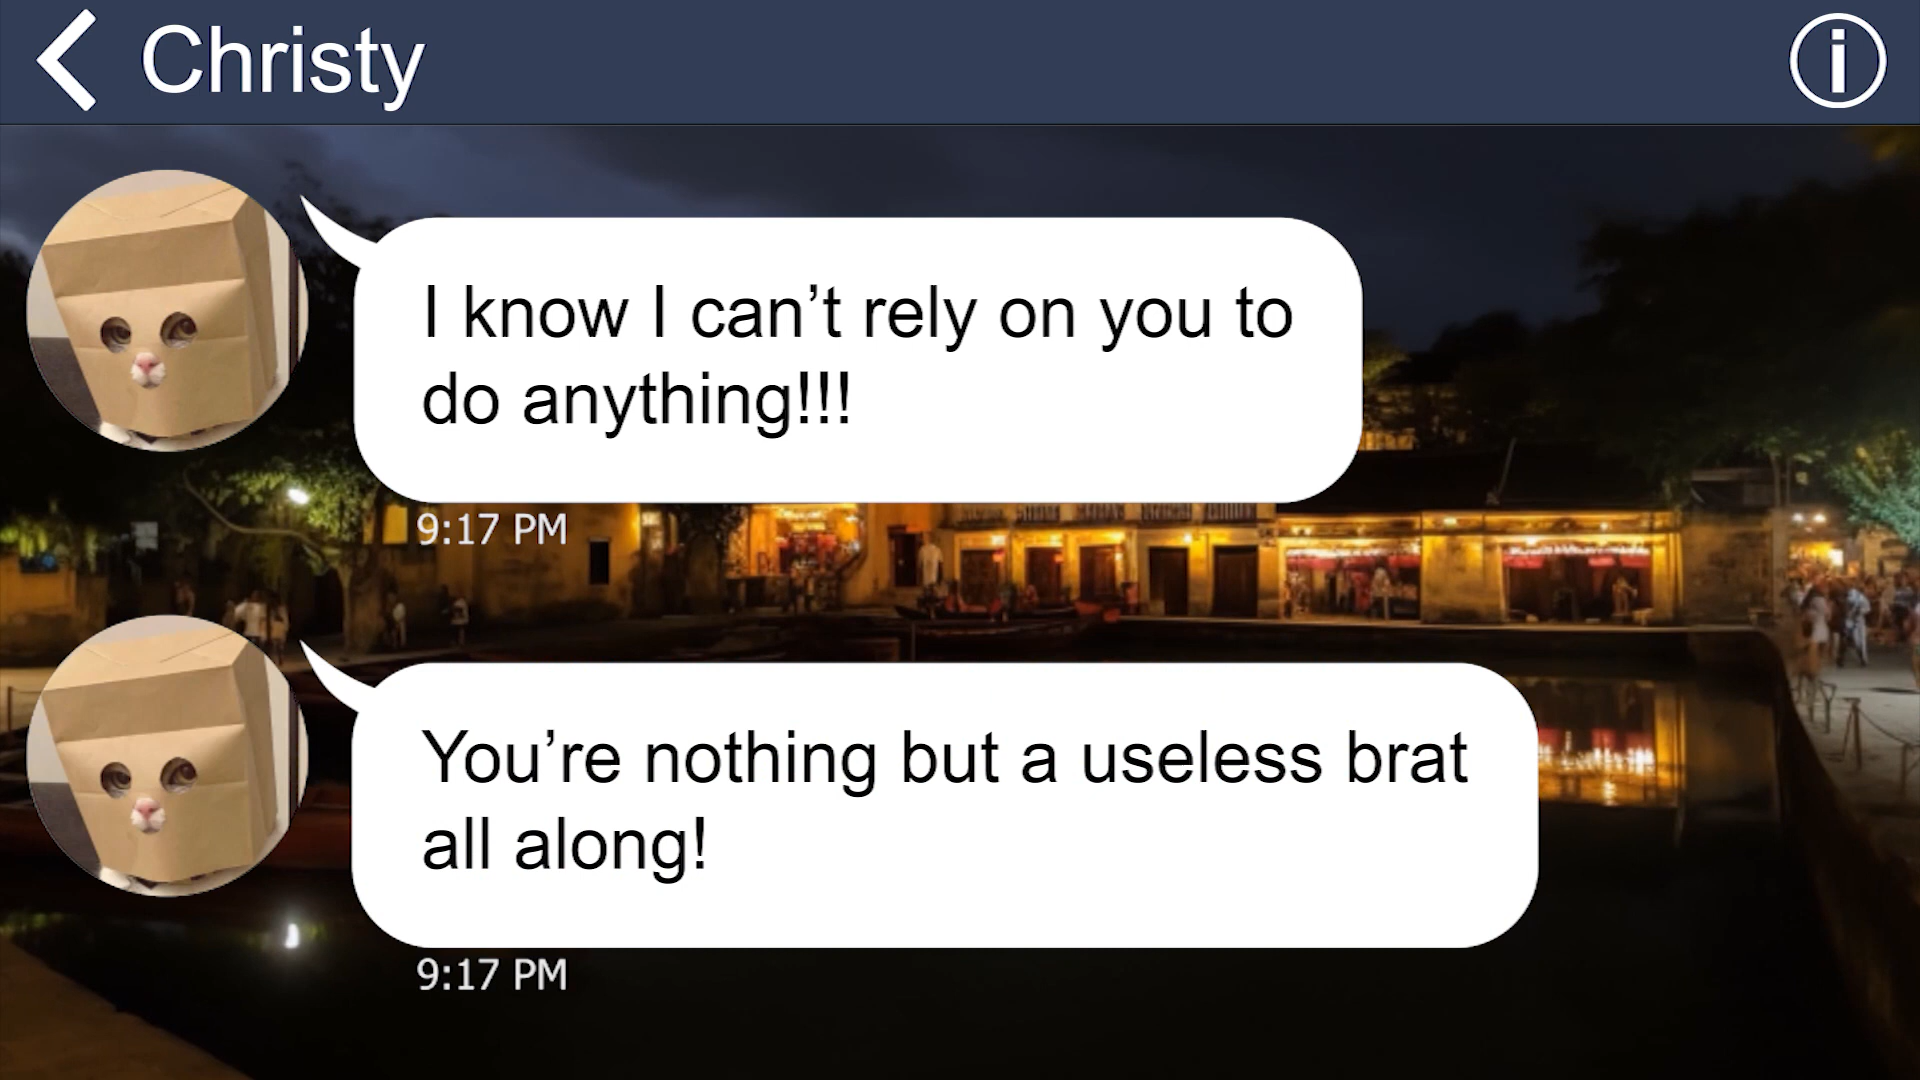 Christy
I know I can’t rely on you to
do anything!!!
9:17 PM
You’re nothing but a useless brat
all along!
9:17 PM